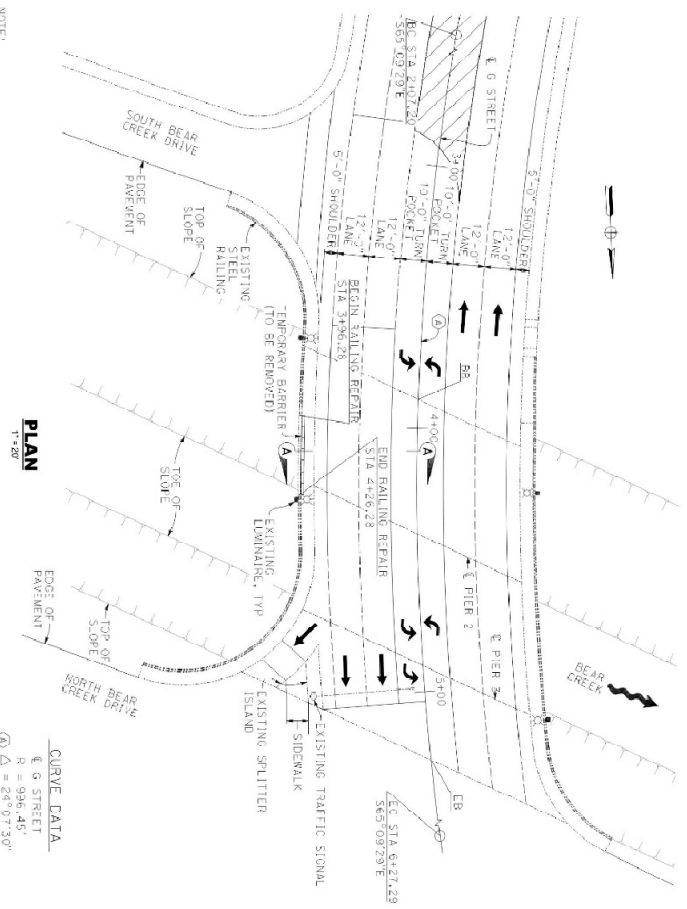 NOTE:
BC STA 2+07.20
S65°09'29"E
℄ G STREET
3+00
5'-0" SHOULDER
12'-0"
LANE
12'-0"
LANE
10'-0" TURN
POCKET
10'-0" TURN
POCKET
12'-0"
LANE
12'-0"
LANE
5'-0" SHOULDER
SOUTH BEAR
CREEK DRIVE
EDGE OF
PAVEMENT
TOP OF
SLOPE
EXISTING
STEEL
RAILING
TEMPORARY BARRIER
(TO BE REMOVED)
BEGIN RAILING REPAIR
STA 3+96.28
A
BB
4+00
A
A
END RAILING REPAIR
STA 4+26.28
EXISTING
LUMINAIRE, TYP
TOE OF
SLOPE
℄ PIER 2
℄ PIER 3
BEAR
CREEK
TOP OF
SLOPE
EDGE OF
PAVEMENT
NORTH BEAR
CREEK DRIVE
EXISTING SPLITTER
ISLAND
SIDEWALK
EXISTING TRAFFIC SIGNAL
5+00
EB
EC STA 6+27.29
S65°09'29"E
PLAN
1" = 20'
CURVE DATA
℄ G STREET
R = 996.45'
A Δ = 24°07'30"